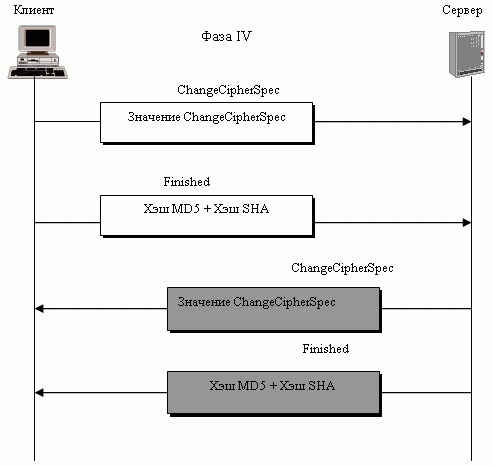 Клиент
Сервер
Фаза IV
ChangeCipherSpec
Значение ChangeCipherSpec
Finished
Хэш MD5 + Хэш SHA
ChangeCipherSpec
Значение ChangeCipherSpec
Finished
Хэш MD5 + Хэш SHA